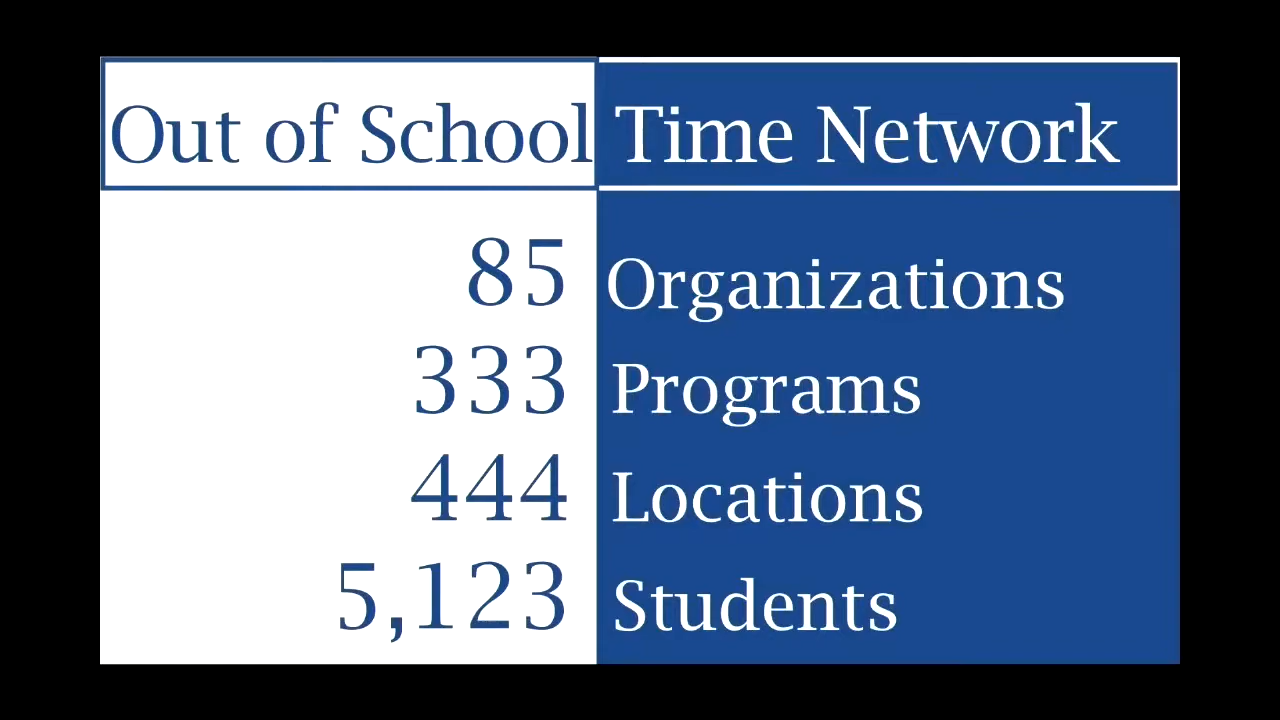 Out of School Time Network
85 Organizations
333 Programs
444 Locations
5,123 Students